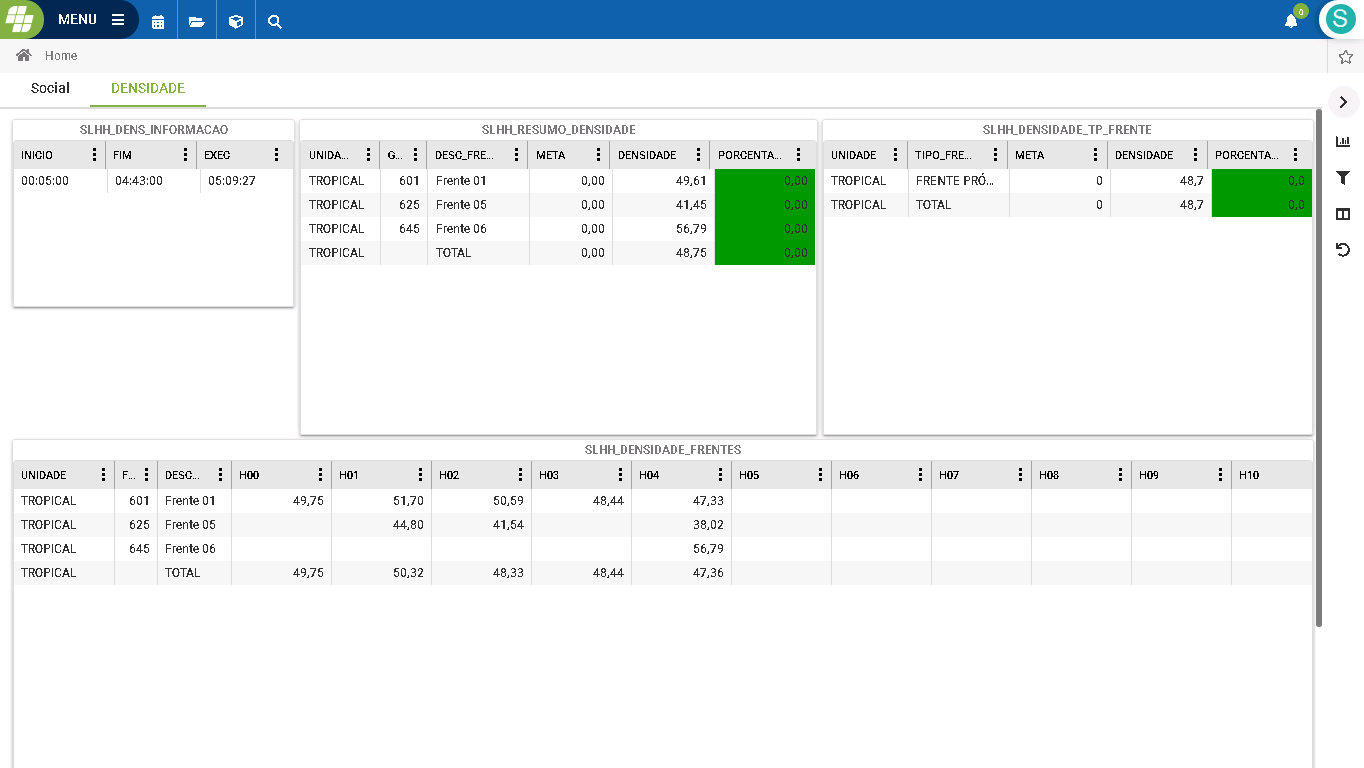 MENU
0
S
Home
Social DENSIDADE
SLHH_DENS_INFORMACAO
INICIO FIM EXEC
00:05:00 04:43:00 05:09:27
SLHH_RESUMO_DENSIDADE
UNIDA... G... DESC_FRE... META DENSIDADE PORCENTA...
TROPICAL 601 Frente 01 0,00 49,61 0,00
TROPICAL 625 Frente 05 0,00 41,45 0,00
TROPICAL 645 Frente 06 0,00 56,79 0,00
TROPICAL TOTAL 0,00 48,75 0,00
SLHH_DENSIDADE_TP_FRENTE
UNIDADE TIPO_FRE... META DENSIDADE PORCENTA...
TROPICAL FRENTE PRÓ... 0 48,7 0,0
TROPICAL TOTAL 0 48,7 0,0
SLHH_DENSIDADE_FRENTES
UNIDADE F... DESC... H00 H01 H02 H03 H04 H05 H06 H07 H08 H09 H10
TROPICAL 601 Frente 01 49,75 51,70 50,59 48,44 47,33
TROPICAL 625 Frente 05 44,80 41,54 38,02
TROPICAL 645 Frente 06 56,79
TROPICAL TOTAL 49,75 50,32 48,33 48,44 47,36